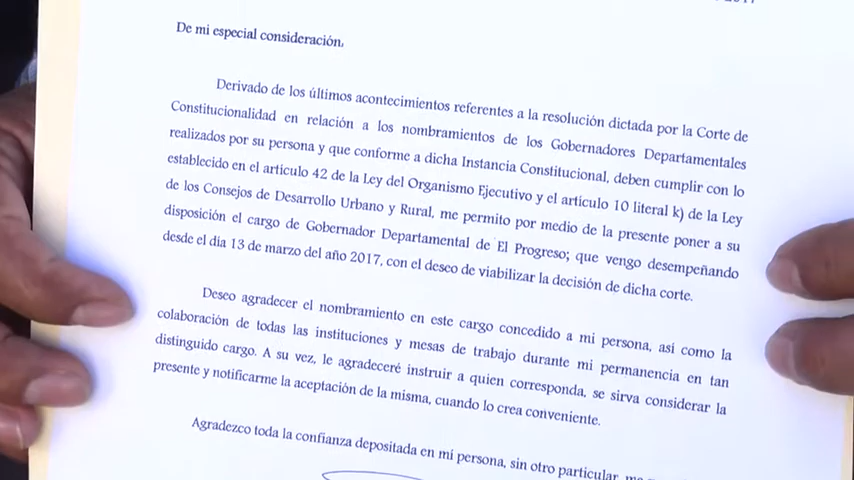 2017
De mi especial consideración,
Derivado de los últimos acontecimientos referentes a la resolución dictada por la Corte de
Constitucionalidad en relación a los nombramientos de los Gobernadores Departamentales
realizados por su persona y que conforme a dicha Instancia Constitucional, deben cumplir con lo
establecido en el artículo 42 de la Ley del Organismo Ejecutivo y el artículo 10 literal k) de la Ley
de los Consejos de Desarrollo Urbano y Rural, me permito por medio de la presente poner a su
disposición el cargo de Gobernador Departamental de El Progreso; que vengo desempeñando
desde el día 13 de marzo del año 2017, con el deseo de viabilizar la decisión de dicha corte.
Deseo agradecer el nombramiento en este cargo concedido a mi persona, así como la
colaboración de todas las instituciones y mesas de trabajo durante mi permanencia en tan
distinguido cargo. A su vez, le agradeceré instruir a quien corresponda, se sirva considerar la
presente y notificarme la aceptación de la misma, cuando lo crea conveniente.
Agradezco toda la confianza depositada en mi persona, sin otro particular,